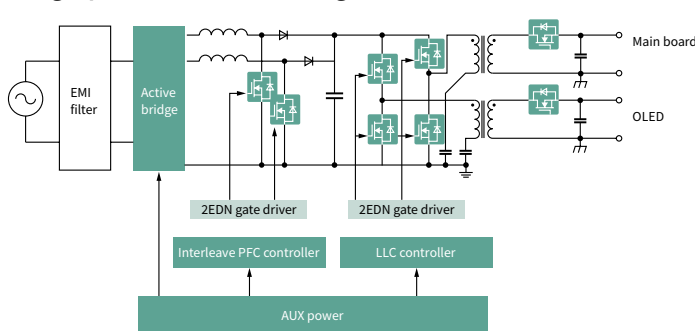 Main board
EMI
filter
Active
bridge
OLED
2EDN gate driver
2EDN gate driver
Interleave PFC controller
LLC controller
AUX power